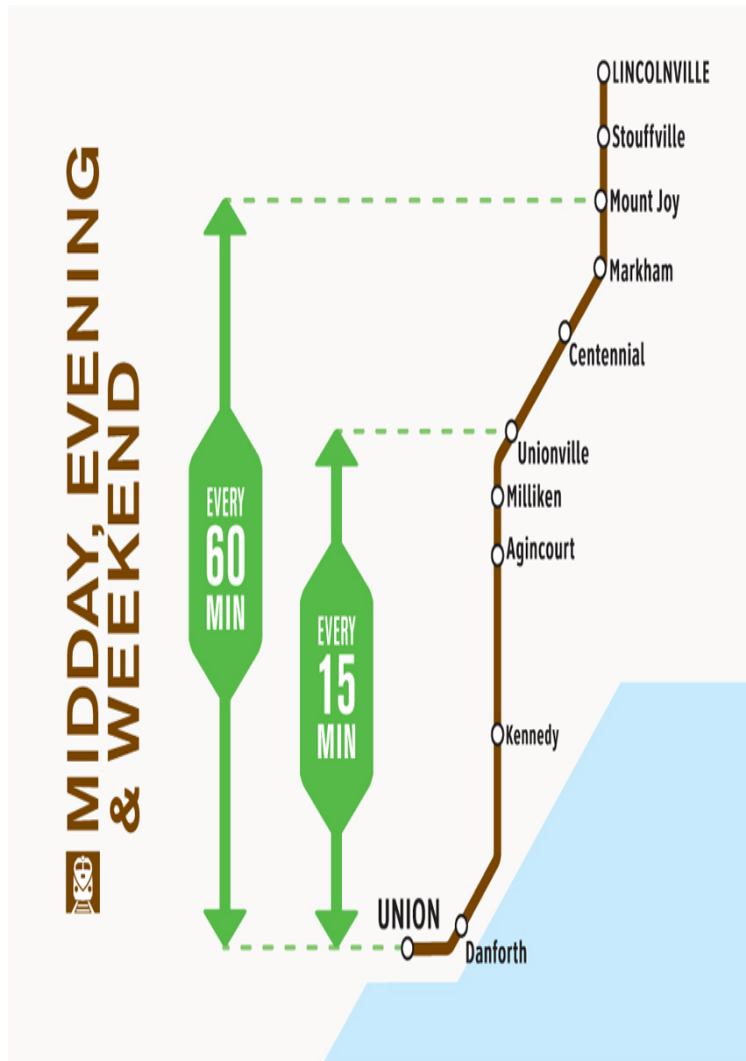 MIDDAY, EVENING
& WEEKEND
EVERY
60
MIN
EVERY
15
MIN
LINCOLNVILLE
Stouffville
Mount Joy
Markham
Centennial
Unionville
Milliken
Agincourt
Kennedy
UNION
Danforth